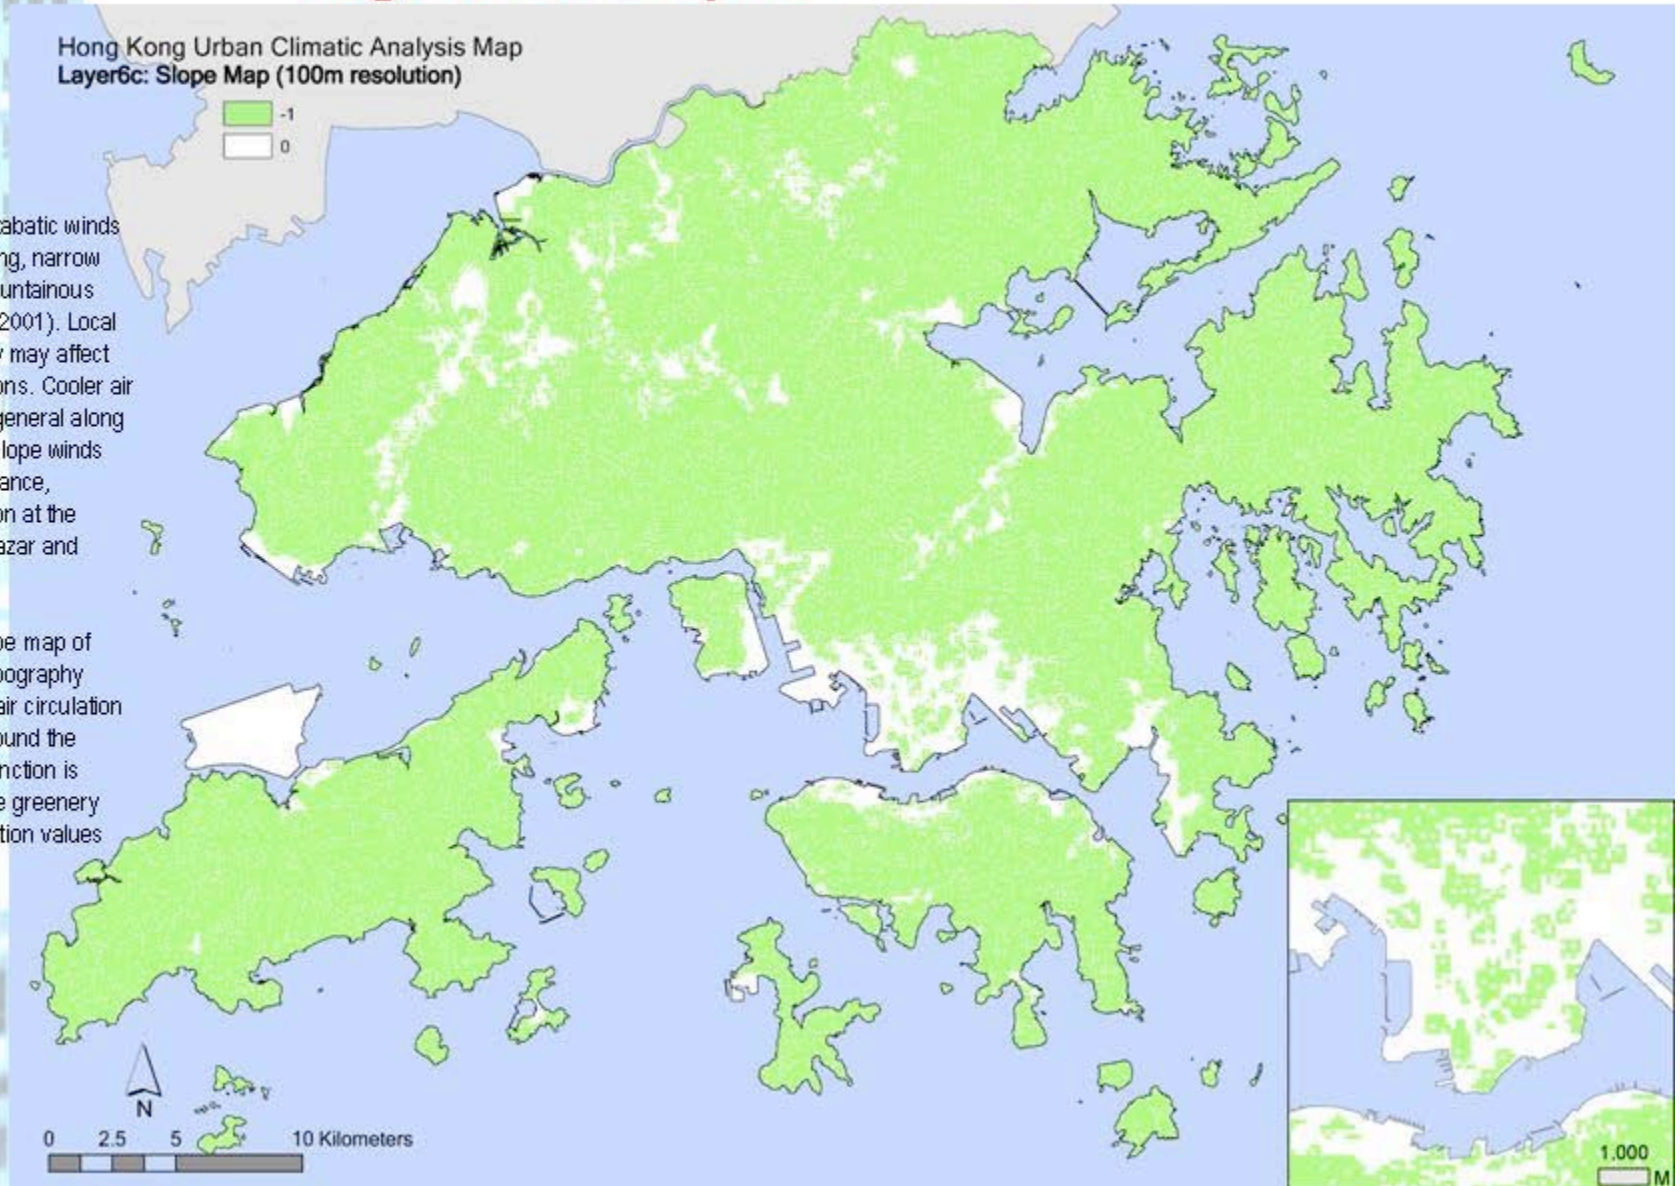 Hong Kong Urban Climatic Analysis Map
Layer6c: Slope Map (100m resolution)
-1
0
abatic winds
ng, narrow
untainous
2001). Local
may affect
ons. Cooler air
general along
lope winds
ance,
on at the
azar and
pe map of
pography
air circulation
ound the
nction is
e greenery
tion values
N
0 2.5 5 10 Kilometers
1,000
M